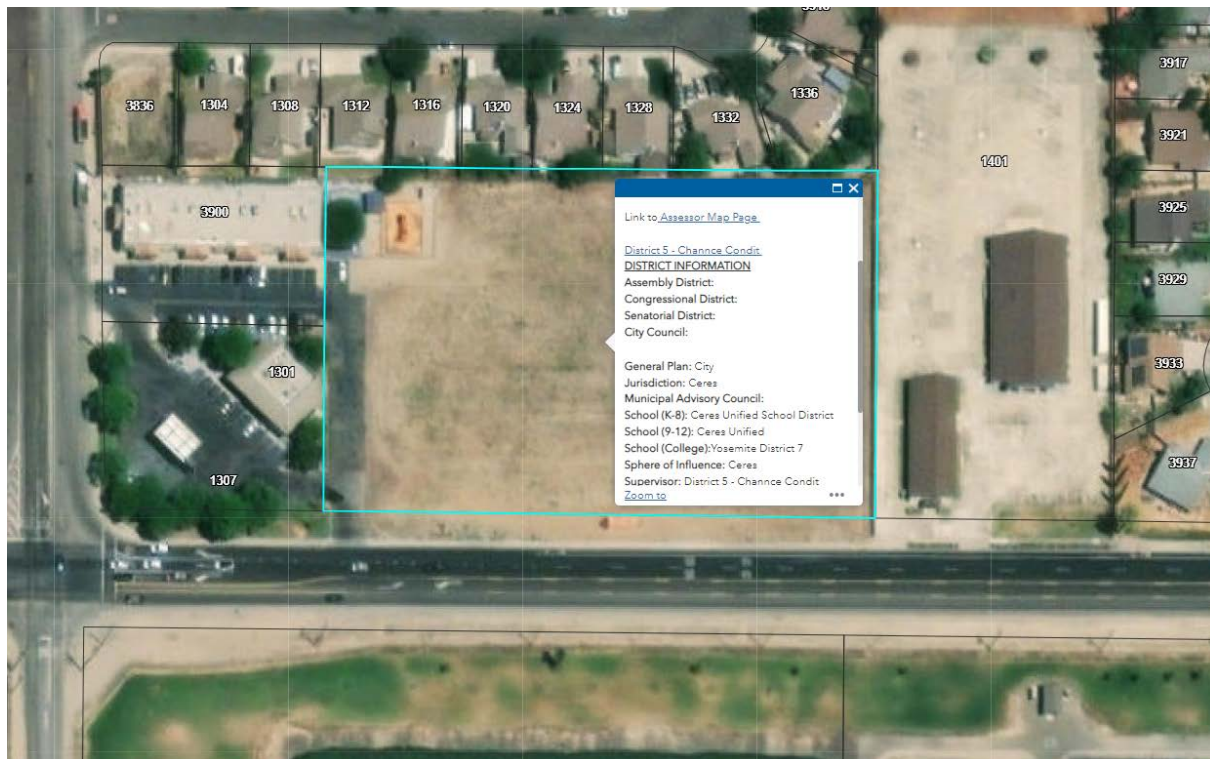 3836
1304
1308
1312
1316
1320
1324
1328
1332
1336
3917
3921
1401
3925
3900
3929
3933
1301
1307
3937
Link to Assessor Map Page
District 5 - Channce Condit
DISTRICT INFORMATION
Assembly District:
Congressional District:
Senatorial District:
City Council:
General Plan: City
Jurisdiction: Ceres
Municipal Advisory Council:
School (K-8): Ceres Unified School District
School (9-12): Ceres Unified
School (College):Yosemite District 7
Sphere of Influence: Ceres
Supervisor: District 5 - Channce Condit
Zoom to